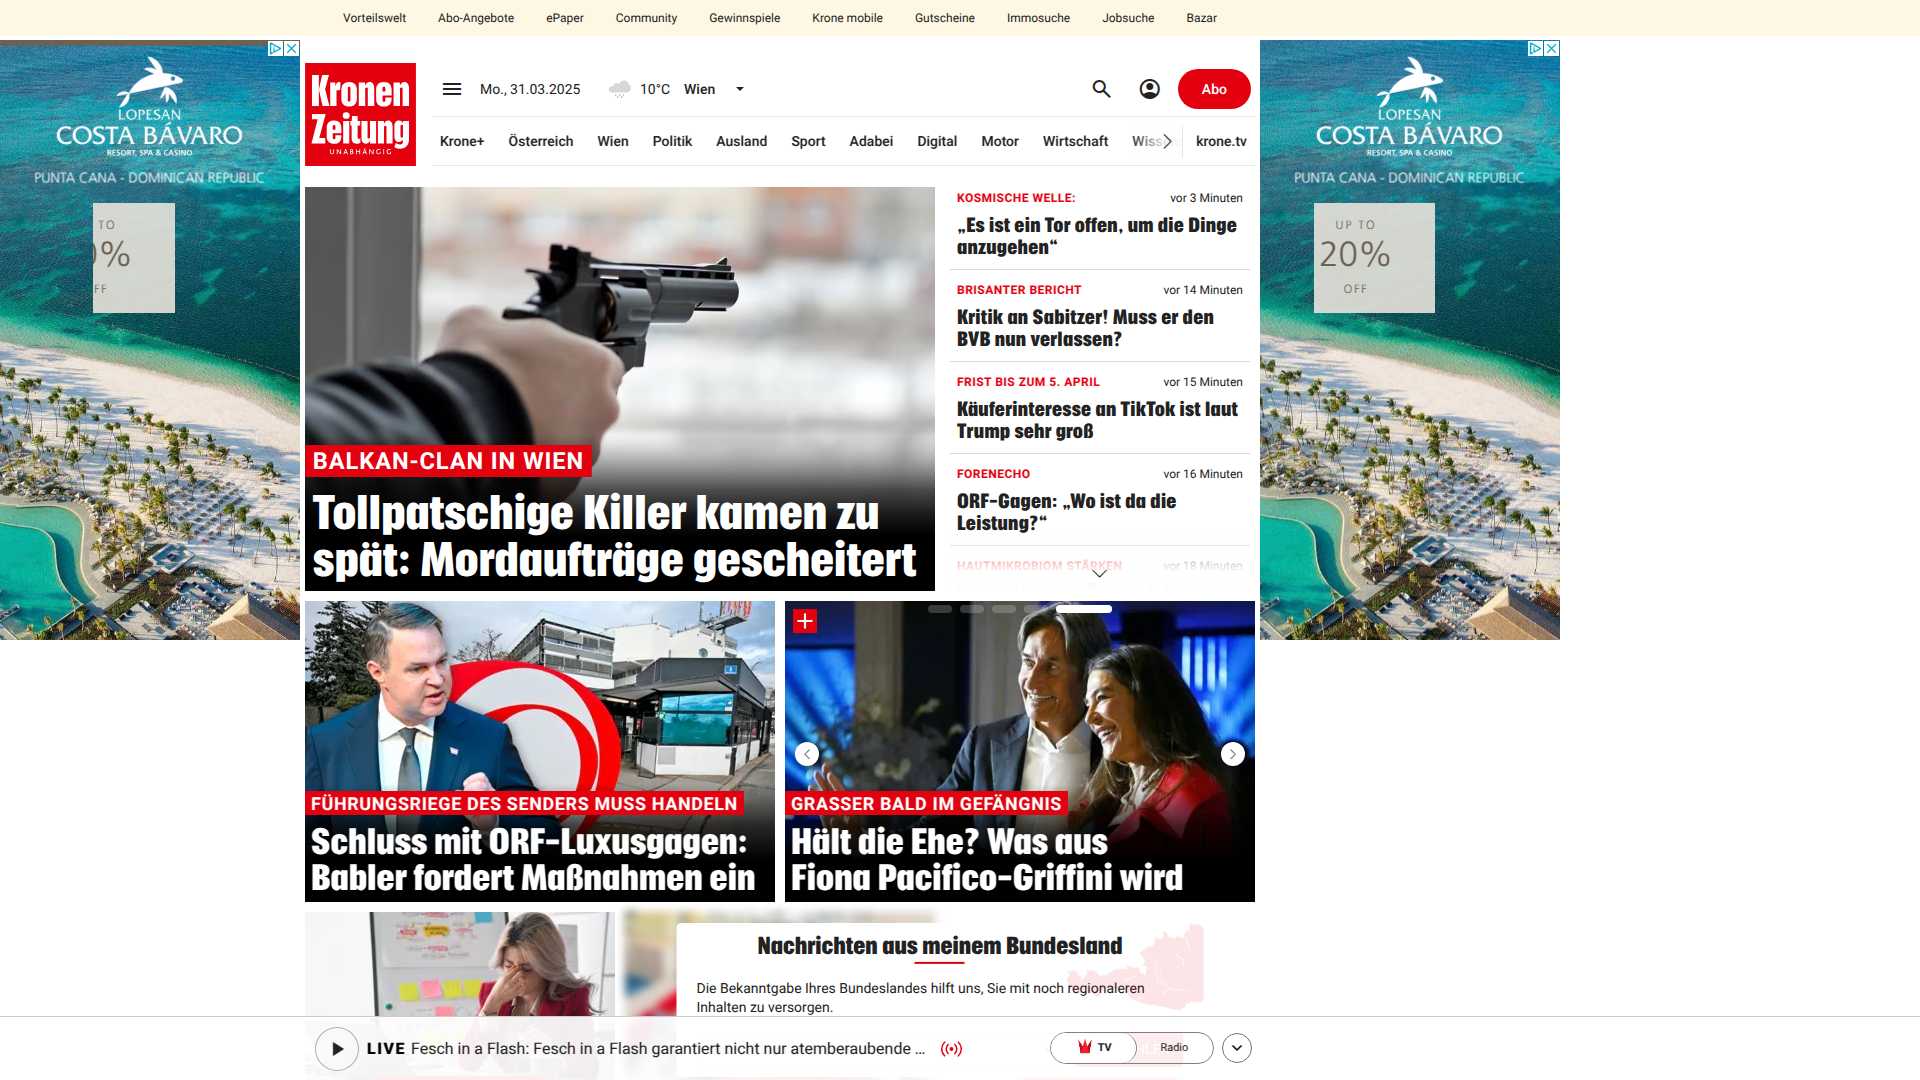 Vorteilswelt Abo-Angebote ePaper Community Gewinnspiele Krone mobile Gutscheine Immosuche Jobsuche Bazar
LOPESAN
COSTA BÁVARO
RESORT, SPA & CASINO
PUNTA CANA - DOMINICAN REPUBLIC
TO
0%
FF
Kronen
Zeitung
UNABHÄNGIG
Mo., 31.03.2025 10°C Wien
Abo
Krone+ Österreich Wien Politik Ausland Sport Adabei Digital Motor Wirtschaft Wiss krone.tv
BALKAN-CLAN IN WIEN
Tollpatschige Killer kamen zu
spät: Mordaufträge gescheitert
KOSMISCHE WELLE: vor 3 Minuten
„Es ist ein Tor offen, um die Dinge
anzugehen“
BRISANTER BERICHT vor 14 Minuten
Kritik an Sabitzer! Muss er den
BVB nun verlassen?
FRIST BIS ZUM 5. APRIL vor 15 Minuten
Käuferinteresse an TikTok ist laut
Trump sehr groß
FORENECHO vor 16 Minuten
ORF-Gagen: „Wo ist da die
Leistung?“
HAUTMIKROBIOM STÄRKEN vor 18 Minuten
LOPESAN
COSTA BÁVARO
RESORT, SPA & CASINO
PUNTA CANA - DOMINICAN REPUBLIC
UP TO
20%
OFF
FÜHRUNGSRIEGE DES SENDERS MUSS HANDELN
Schluss mit ORF-Luxusgagen:
Babler fordert Maßnahmen ein
GRASSER BALD IM GEFÄNGNIS
Hält die Ehe? Was aus
Fiona Pacifico-Griffini wird
Nachrichten aus meinem Bundesland
Die Bekanntgabe Ihres Bundeslandes hilft uns, Sie mit noch regionaleren
Inhalten zu versorgen.
LIVE Fesch in a Flash: Fesch in a Flash garantiert nicht nur atemberaubende ...
TV Radio